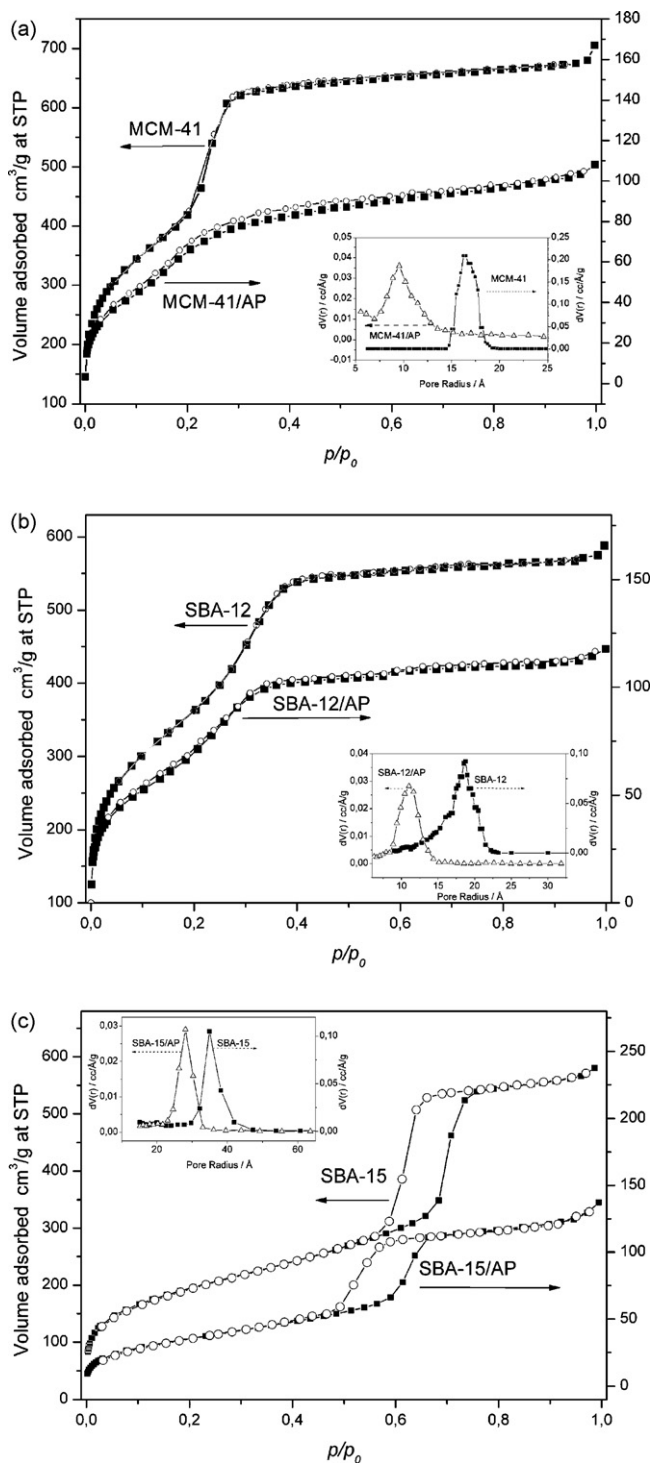 (a)
Volume adsorbed cm³/g at STP
700
600
500
400
300
200
100
180
160
140
120
100
80
60
40
20
0
MCM-41
MCM-41/AP
0,05
0,04
0,03
0,02
0,01
0,00
-0,01
dV(r) / cc/Å/g
0,25
0,20
0,15
0,10
0,05
0,00
dV(r) / cc/Å/g
MCM-41
MCM-41/AP
5 10 15 20 25
Pore Radius / Å
0,0 0,2 0,4 0,6 0,8 1,0
p/p₀
(b)
Volume adsorbed cm³/g at STP
600
500
400
300
200
100
150
100
50
0
SBA-12
SBA-12/AP
0,04
0,03
0,02
0,01
0,00
dV(r) / cc/Å/g
0,10
0,05
0,00
dV(r) / cc/Å/g
SBA-12/AP
SBA-12
10 15 20 25 30
Pore Radius / Å
0,0 0,2 0,4 0,6 0,8 1,0
p/p₀
(c)
Volume adsorbed cm³/g at STP
700
600
500
400
300
200
100
0
250
200
150
100
50
0
0,03
0,02
0,01
0,00
dV(r) / cc/Å/g
0,10
0,05
0,00
dV(r) / cc/Å/g
SBA-15/AP
SBA-15
20 30 40 50 60
Pore Radius / Å
SBA-15
SBA-15/AP
0,0 0,2 0,4 0,6 0,8 1,0
p/p₀